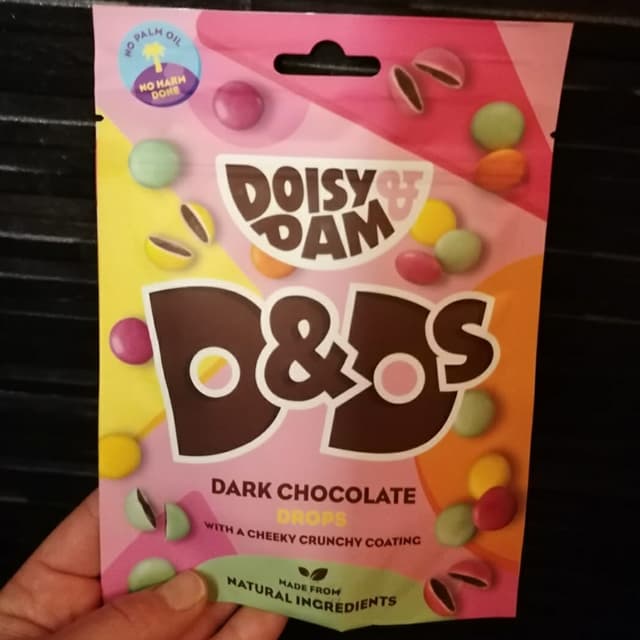 NO PALM OIL
NO HARM
DONE
DOISY &
DAM
D&Ds
DARK CHOCOLATE
DROPS
WITH A CHEEKY CRUNCHY COATING
MADE FROM
NATURAL INGREDIENTS